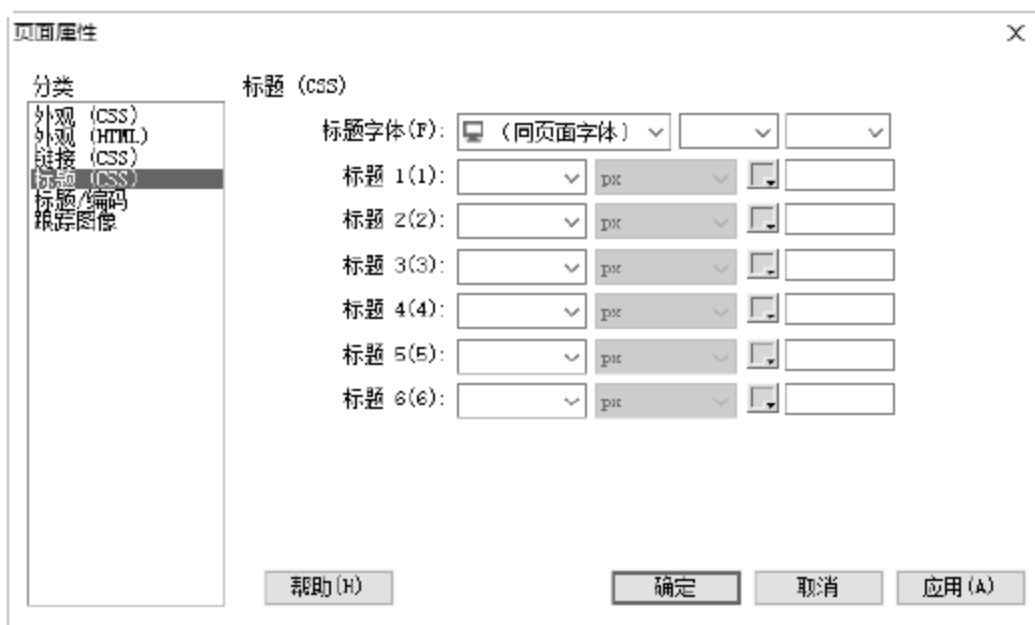 页面属性
分类
外观 (CSS)
外观 (HTML)
链接 (CSS)
标题 (CSS)
标题/编码
跟踪图像
标题 (CSS)
标题字体(F): (同页面字体)
标题 1(1): px
标题 2(2): px
标题 3(3): px
标题 4(4): px
标题 5(5): px
标题 6(6): px
帮助(H) 确定 取消 应用(A)